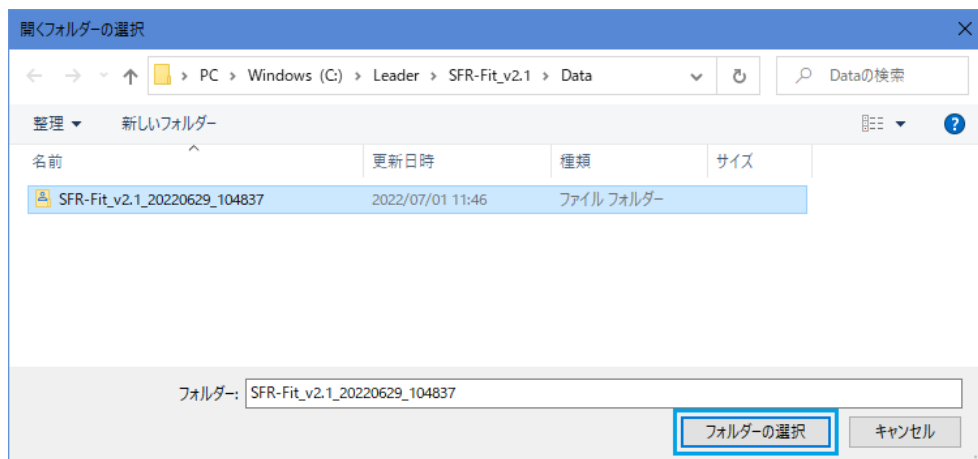 開くフォルダーの選択
PC › Windows (C:) › Leader › SFR-Fit_v2.1 › Data
Dataの検索
整理 新しいフォルダー
名前 更新日時 種類 サイズ
SFR-Fit_v2.1_20220629_104837 2022/07/01 11:46 ファイル フォルダー
フォルダー: SFR-Fit_v2.1_20220629_104837
フォルダーの選択 キャンセル